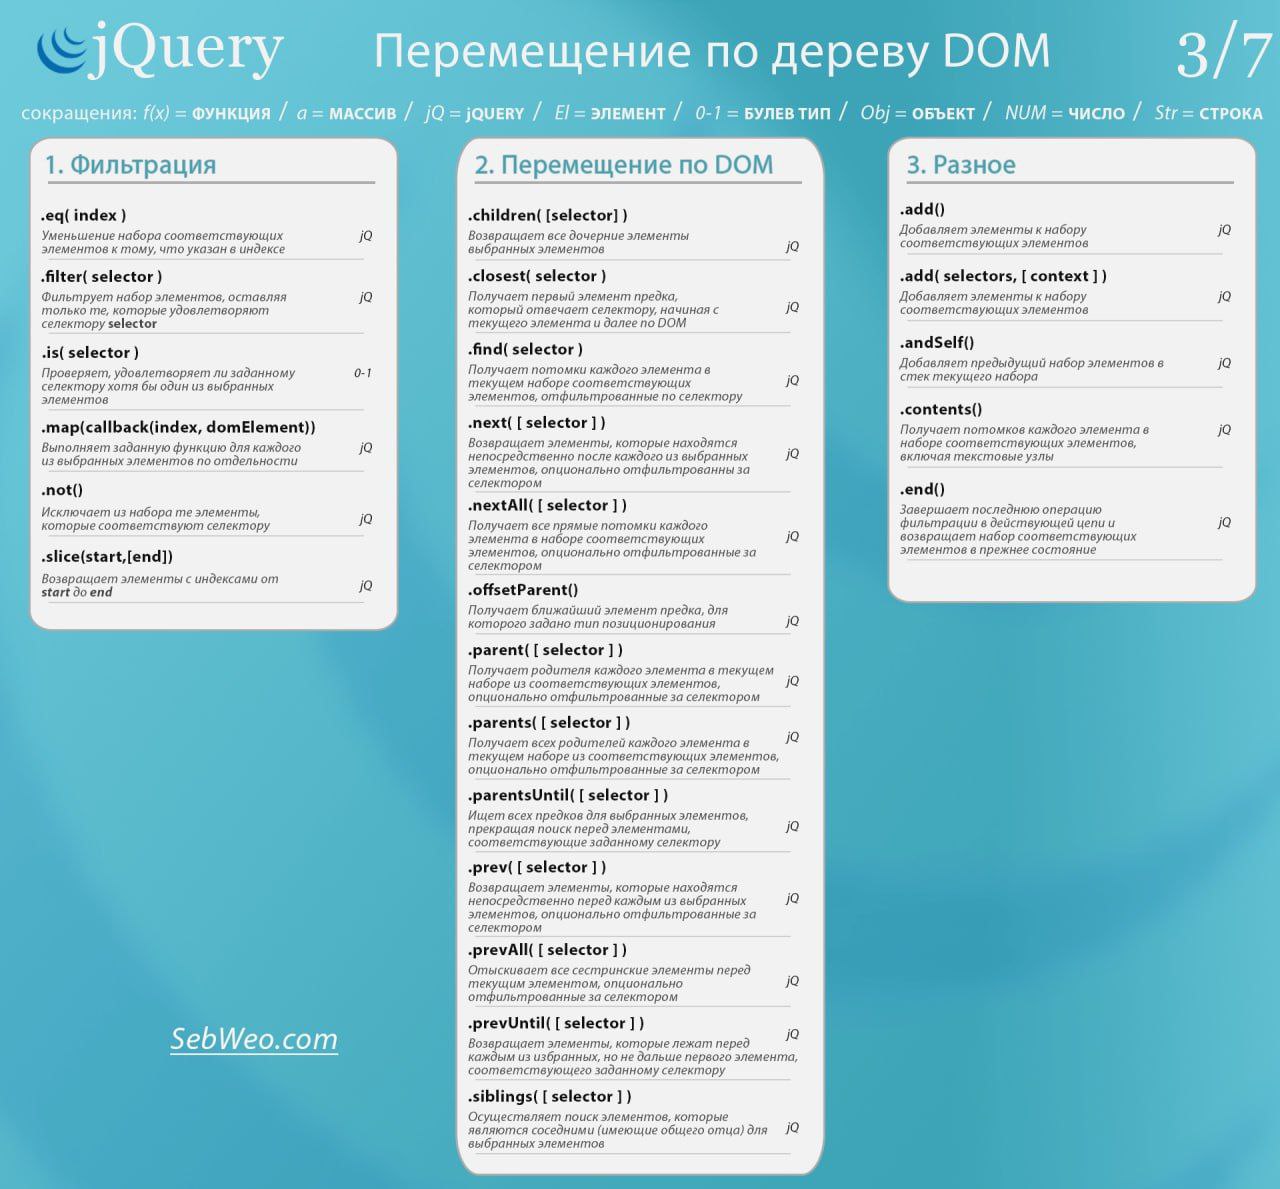 jQuery
Перемещение по дереву DOM
3/7
сокращения: f(x) = ФУНКЦИЯ / a = МАССИВ / jQ = jQUERY / El = ЭЛЕМЕНТ / 0-1 = БУЛЕВ ТИП / Obj = ОБЪЕКТ / NUM = ЧИСЛО / Str = СТРОКА
1. Фильтрация
.eq( index )
Уменьшение набора соответствующих
элементов к тому, что указан в индексе
jQ
.filter( selector )
Фильтрует набор элементов, оставляя
только те, которые удовлетворяют
селектору selector
jQ
.is( selector )
Проверяет, удовлетворяет ли заданному
селектору хотя бы один из выбранных
элементов
0-1
.map(callback(index, domElement))
Выполняет заданную функцию для каждого
из выбранных элементов по отдельности
jQ
.not()
Исключает из набора те элементы,
которые соответствуют селектору
jQ
.slice(start,[end])
Возвращает элементы с индексами от
start до end
jQ
2. Перемещение по DOM
.children( [selector] )
Возвращает все дочерние элементы
выбранных элементов
jQ
.closest( selector )
Получает первый элемент предка,
который отвечает селектору, начиная с
текущего элемента и далее по DOM
jQ
.find( selector )
Получает потомки каждого элемента в
текущем наборе соответствующих
элементов, отфильтрованные по селектору
jQ
.next( [ selector ] )
Возвращает элементы, которые находятся
непосредственно после каждого из выбранных
элементов, опционально отфильтрованны за
селектором
jQ
.nextAll( [ selector ] )
Получает все прямые потомки каждого
элемента в наборе соответствующих
элементов, опционально отфильтрованные за
селектором
jQ
.offsetParent()
Получает ближайший элемент предка, для
которого задано тип позиционирования
jQ
.parent( [ selector ] )
Получает родителя каждого элемента в текущем
наборе из соответствующих элементов,
опционально отфильтрованные за селектором
jQ
.parents( [ selector ] )
Получает всех родителей каждого элемента в
текущем наборе из соответствующих элементов,
опционально отфильтрованные за селектором
jQ
.parentsUntil( [ selector ] )
Ищет всех предков для выбранных элементов,
прекращая поиск перед элементами,
соответствующие заданному селектору
jQ
.prev( [ selector ] )
Возвращает элементы, которые находятся
непосредственно перед каждым из выбранных
элементов, опционально отфильтрованные за
селектором
jQ
.prevAll( [ selector ] )
Отыскивает все сестринские элементы перед
текущим элементом, опционально
отфильтрованные за селектором
jQ
.prevUntil( [ selector ] )
Возвращает элементы, которые лежат перед
каждым из избранных, но не дальше первого элемента,
соответствующего заданному селектору
jQ
.siblings( [ selector ] )
Осуществляет поиск элементов, которые
являются соседними (имеющие общего отца) для
выбранных элементов
jQ
3. Разное
.add()
Добавляет элементы к набору
соответствующих элементов
jQ
.add( selectors, [ context ] )
Добавляет элементы к набору
соответствующих элементов
jQ
.andSelf()
Добавляет предыдущий набор элементов в
стек текущего набора
jQ
.contents()
Получает потомков каждого элемента в
наборе соответствующих элементов,
включая текстовые узлы
jQ
.end()
Завершает последнюю операцию
фильтрации в действующей цепи и
возвращает набор соответствующих
элементов в прежнее состояние
jQ
SebWeo.com